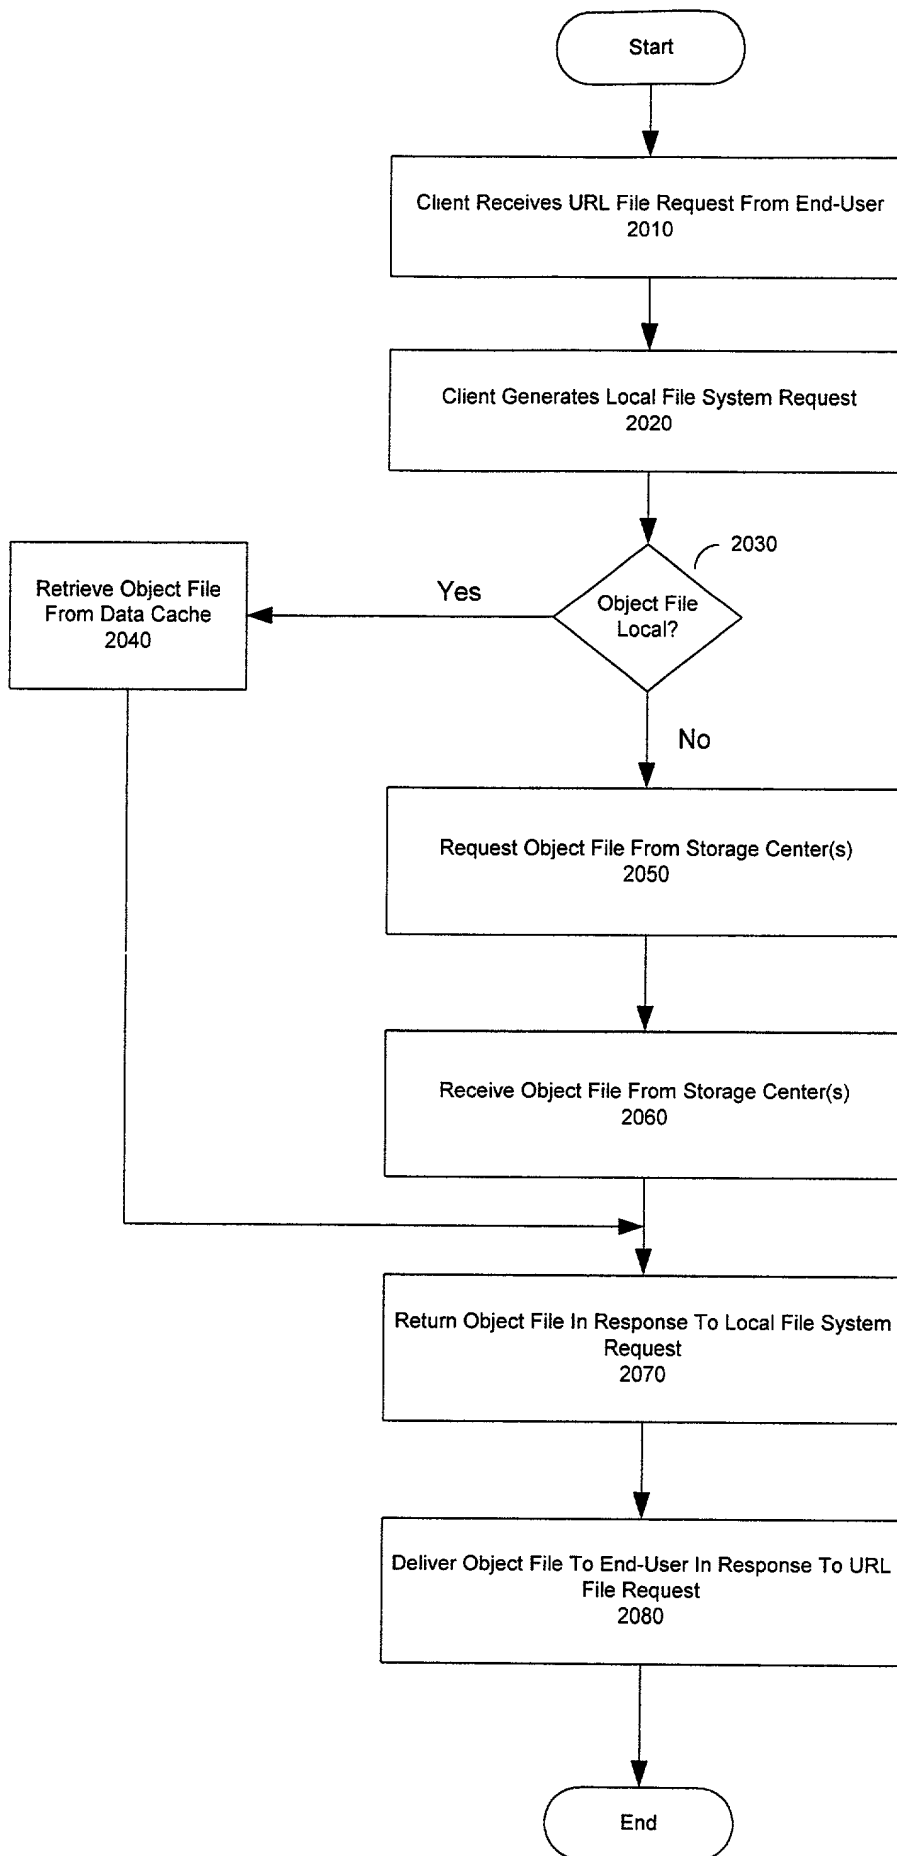 Start
Client Receives URL File Request From End-User
2010
Client Generates Local File System Request
2020
2030
Object File
Local?
Yes
Retrieve Object File
From Data Cache
2040
No
Request Object File From Storage Center(s)
2050
Receive Object File From Storage Center(s)
2060
Return Object File In Response To Local File System
Request
2070
Deliver Object File To End-User In Response To URL
File Request
2080
End